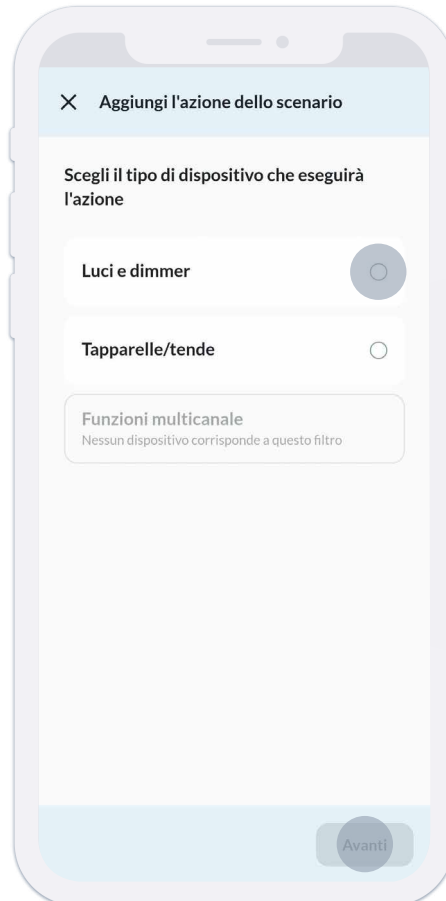 Aggiungi l'azione dello scenario
Scegli il tipo di dispositivo che eseguirà
l'azione
Luci e dimmer
Tapparelle/tende
Funzioni multicanale
Nessun dispositivo corrisponde a questo filtro
Avanti